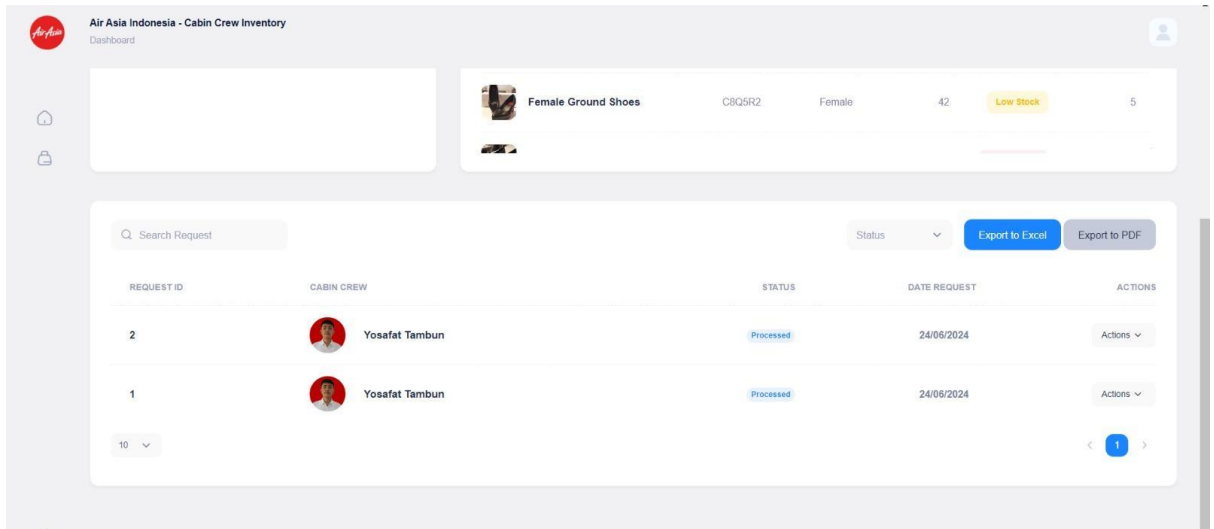 AirAsia
Air Asia Indonesia - Cabin Crew Inventory
Dashboard
Female Ground Shoes C8Q5R2 Female 42 Low Stock 5
Search Request Status Export to Excel Export to PDF
REQUEST ID CABIN CREW STATUS DATE REQUEST ACTIONS
2 Yosafat Tambun Processed 24/06/2024 Actions
1 Yosafat Tambun Processed 24/06/2024 Actions
10 1